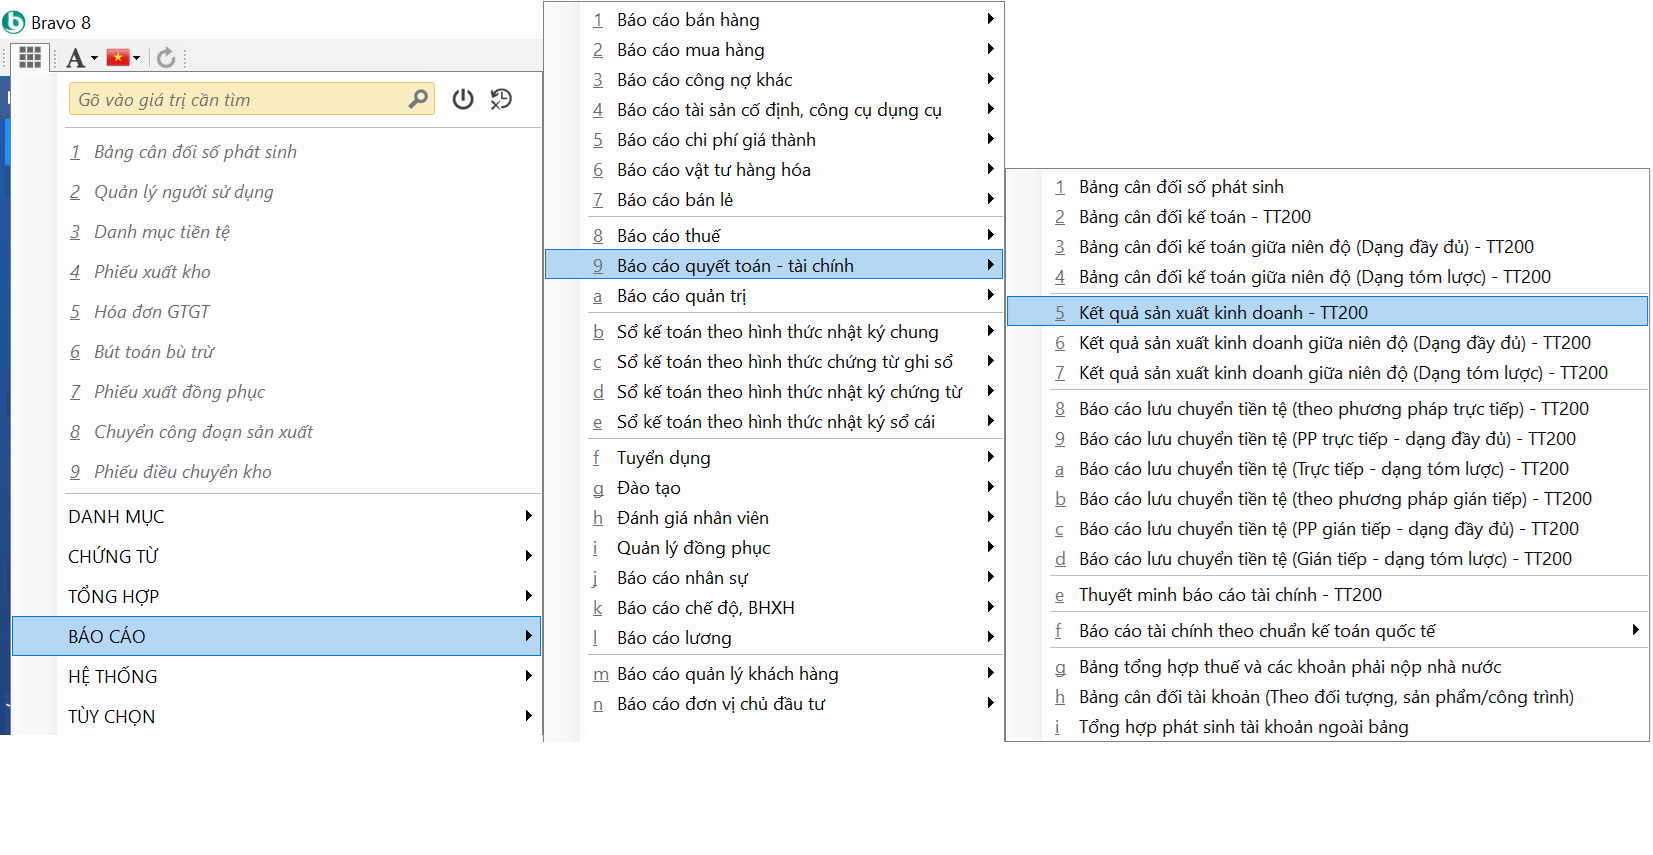 Bravo 8
A
Gõ vào giá trị cần tìm
1 Bảng cân đối số phát sinh
2 Quản lý người sử dụng
3 Danh mục tiền tệ
4 Phiếu xuất kho
5 Hóa đơn GTGT
6 Bút toán bù trừ
7 Phiếu xuất đồng phục
8 Chuyển công đoạn sản xuất
9 Phiếu điều chuyển kho
DANH MỤC
CHỨNG TỪ
TỔNG HỢP
BÁO CÁO
HỆ THỐNG
TÙY CHỌN
1 Báo cáo bán hàng
2 Báo cáo mua hàng
3 Báo cáo công nợ khác
4 Báo cáo tài sản cố định, công cụ dụng cụ
5 Báo cáo chi phí giá thành
6 Báo cáo vật tư hàng hóa
7 Báo cáo bán lẻ
8 Báo cáo thuế
9 Báo cáo quyết toán - tài chính
a Báo cáo quản trị
b Sổ kế toán theo hình thức nhật ký chung
c Sổ kế toán theo hình thức chứng từ ghi sổ
d Sổ kế toán theo hình thức nhật ký chứng từ
e Sổ kế toán theo hình thức nhật ký sổ cái
f Tuyển dụng
g Đào tạo
h Đánh giá nhân viên
i Quản lý đồng phục
j Báo cáo nhân sự
k Báo cáo chế độ, BHXH
l Báo cáo lương
m Báo cáo quản lý khách hàng
n Báo cáo đơn vị chủ đầu tư
1 Bảng cân đối số phát sinh
2 Bảng cân đối kế toán - TT200
3 Bảng cân đối kế toán giữa niên độ (Dạng đầy đủ) - TT200
4 Bảng cân đối kế toán giữa niên độ (Dạng tóm lược) - TT200
5 Kết quả sản xuất kinh doanh - TT200
6 Kết quả sản xuất kinh doanh giữa niên độ (Dạng đầy đủ) - TT200
7 Kết quả sản xuất kinh doanh giữa niên độ (Dạng tóm lược) - TT200
8 Báo cáo lưu chuyển tiền tệ (theo phương pháp trực tiếp) - TT200
9 Báo cáo lưu chuyển tiền tệ (PP trực tiếp - dạng đầy đủ) - TT200
a Báo cáo lưu chuyển tiền tệ (Trực tiếp - dạng tóm lược) - TT200
b Báo cáo lưu chuyển tiền tệ (theo phương pháp gián tiếp) - TT200
c Báo cáo lưu chuyển tiền tệ (PP gián tiếp - dạng đầy đủ) - TT200
d Báo cáo lưu chuyển tiền tệ (Gián tiếp - dạng tóm lược) - TT200
e Thuyết minh báo cáo tài chính - TT200
f Báo cáo tài chính theo chuẩn kế toán quốc tế
g Bảng tổng hợp thuế và các khoản phải nộp nhà nước
h Bảng cân đối tài khoản (Theo đối tượng, sản phẩm/công trình)
i Tổng hợp phát sinh tài khoản ngoài bảng